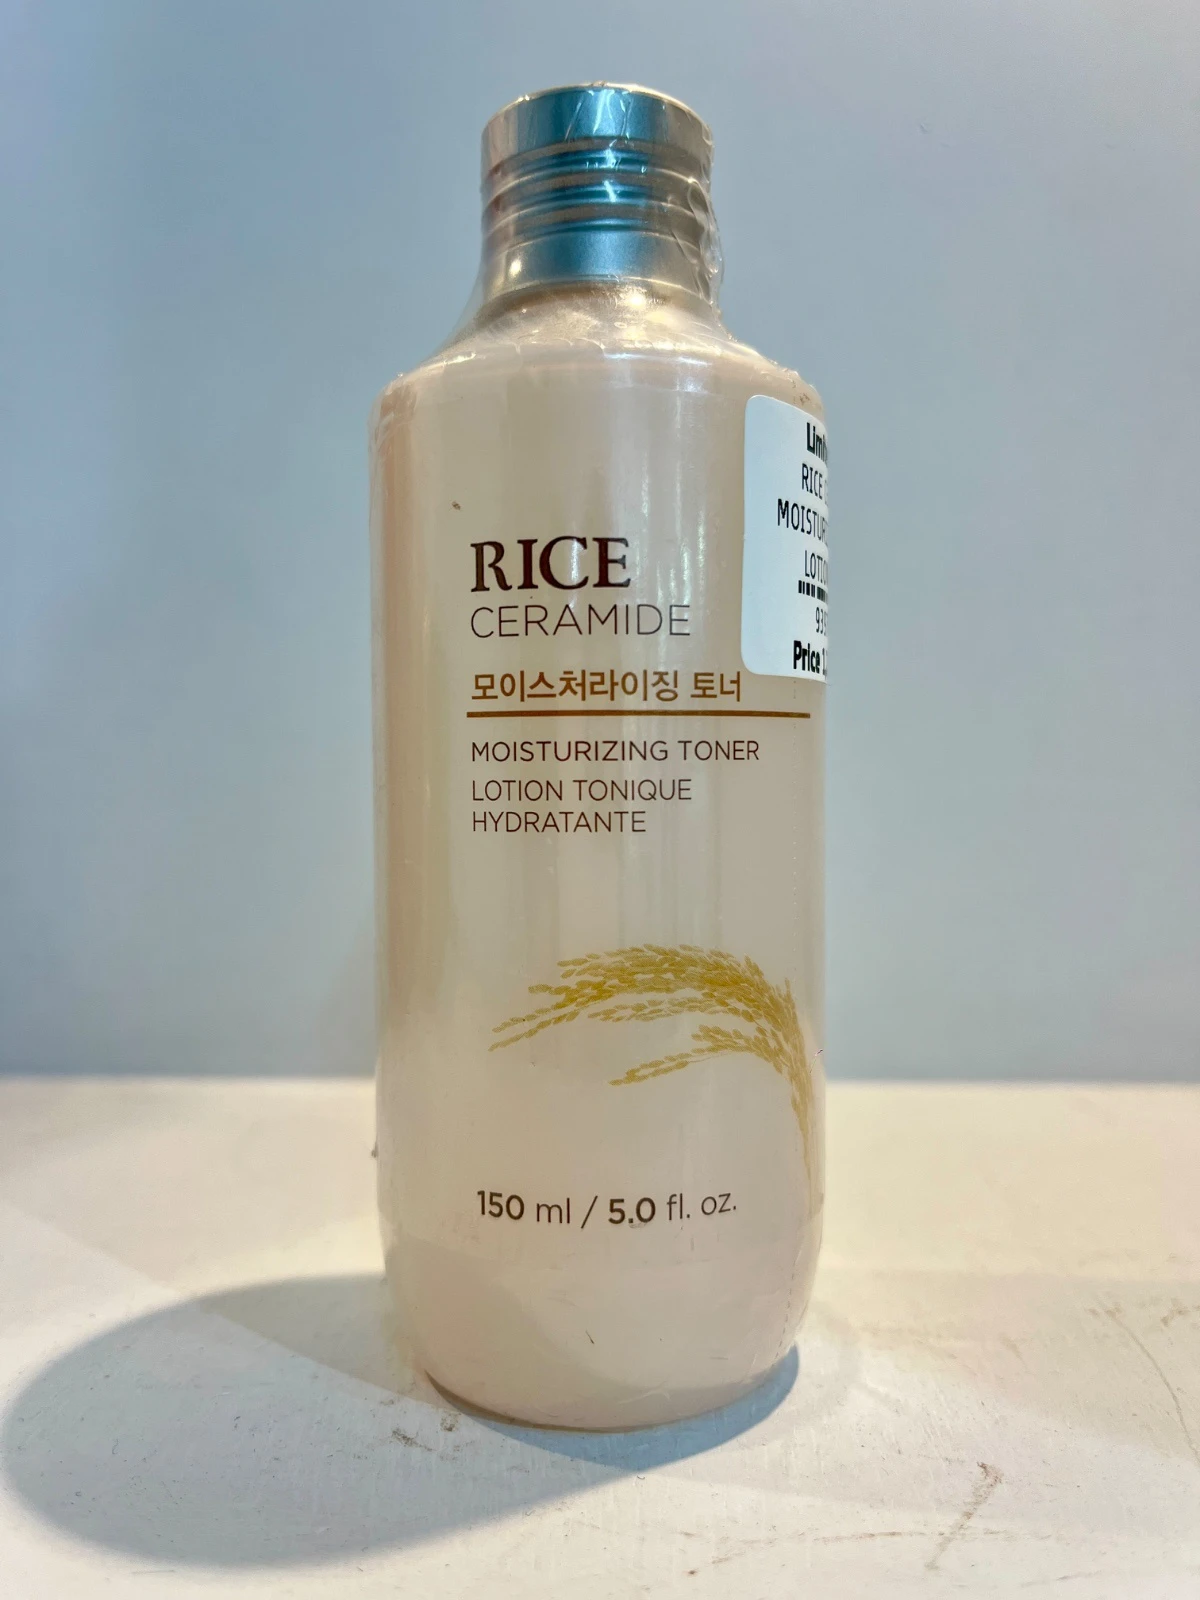 RICE
CERAMIDE
모이스처라이징 토너
MOISTURIZING TONER
LOTION TONIQUE
HYDRATANTE
150 ml / 5.0 fl. oz.
RICE
Price